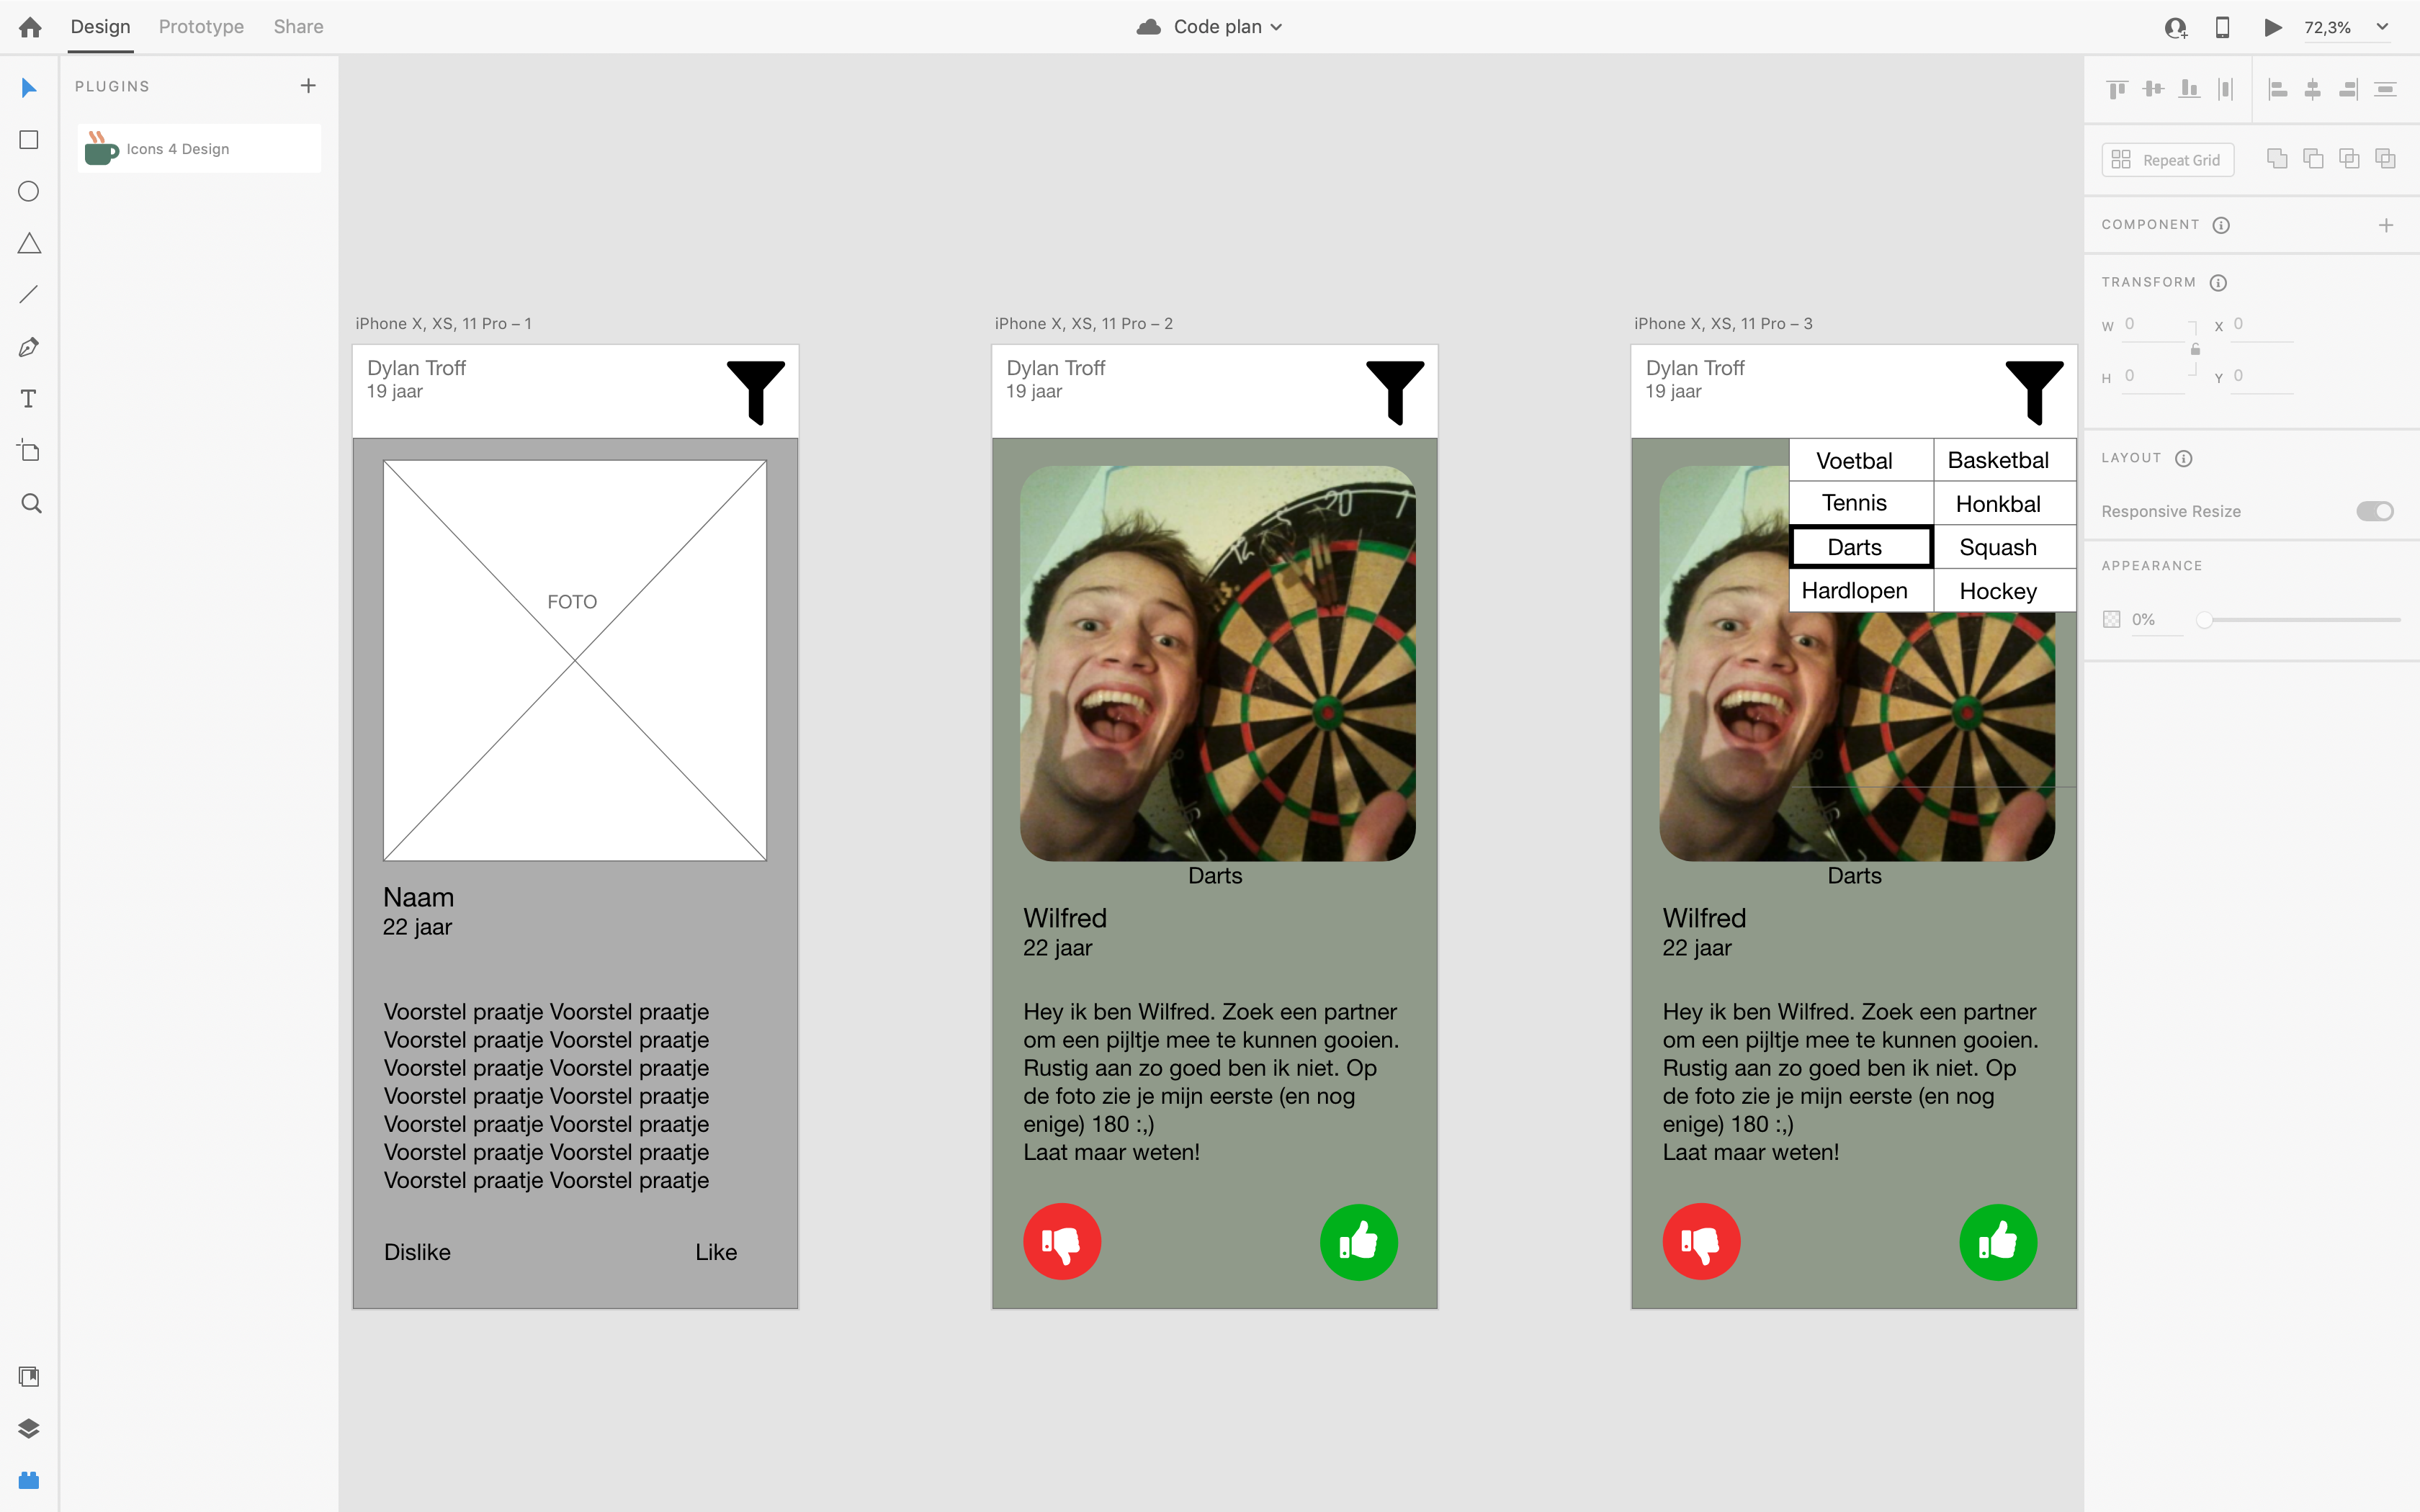 Design
Prototype
Share
Code plan
72,3%
PLUGINS
Icons 4 Design
Repeat Grid
COMPONENT
TRANSFORM
W 0
X 0
H 0
Y 0
LAYOUT
Responsive Resize
APPEARANCE
0%
iPhone X, XS, 11 Pro – 1
Dylan Troff
19 jaar
FOTO
Naam
22 jaar
Voorstel praatje Voorstel praatje
Voorstel praatje Voorstel praatje
Voorstel praatje Voorstel praatje
Voorstel praatje Voorstel praatje
Voorstel praatje Voorstel praatje
Voorstel praatje Voorstel praatje
Voorstel praatje Voorstel praatje
Dislike
Like
iPhone X, XS, 11 Pro – 2
Dylan Troff
19 jaar
Darts
Wilfred
22 jaar
Hey ik ben Wilfred. Zoek een partner
om een pijltje mee te kunnen gooien.
Rustig aan zo goed ben ik niet. Op
de foto zie je mijn eerste (en nog
enige) 180 :,)
Laat maar weten!
iPhone X, XS, 11 Pro – 3
Dylan Troff
19 jaar
Voetbal
Basketbal
Tennis
Honkbal
Darts
Squash
Hardlopen
Hockey
Darts
Wilfred
22 jaar
Hey ik ben Wilfred. Zoek een partner
om een pijltje mee te kunnen gooien.
Rustig aan zo goed ben ik niet. Op
de foto zie je mijn eerste (en nog
enige) 180 :,)
Laat maar weten!